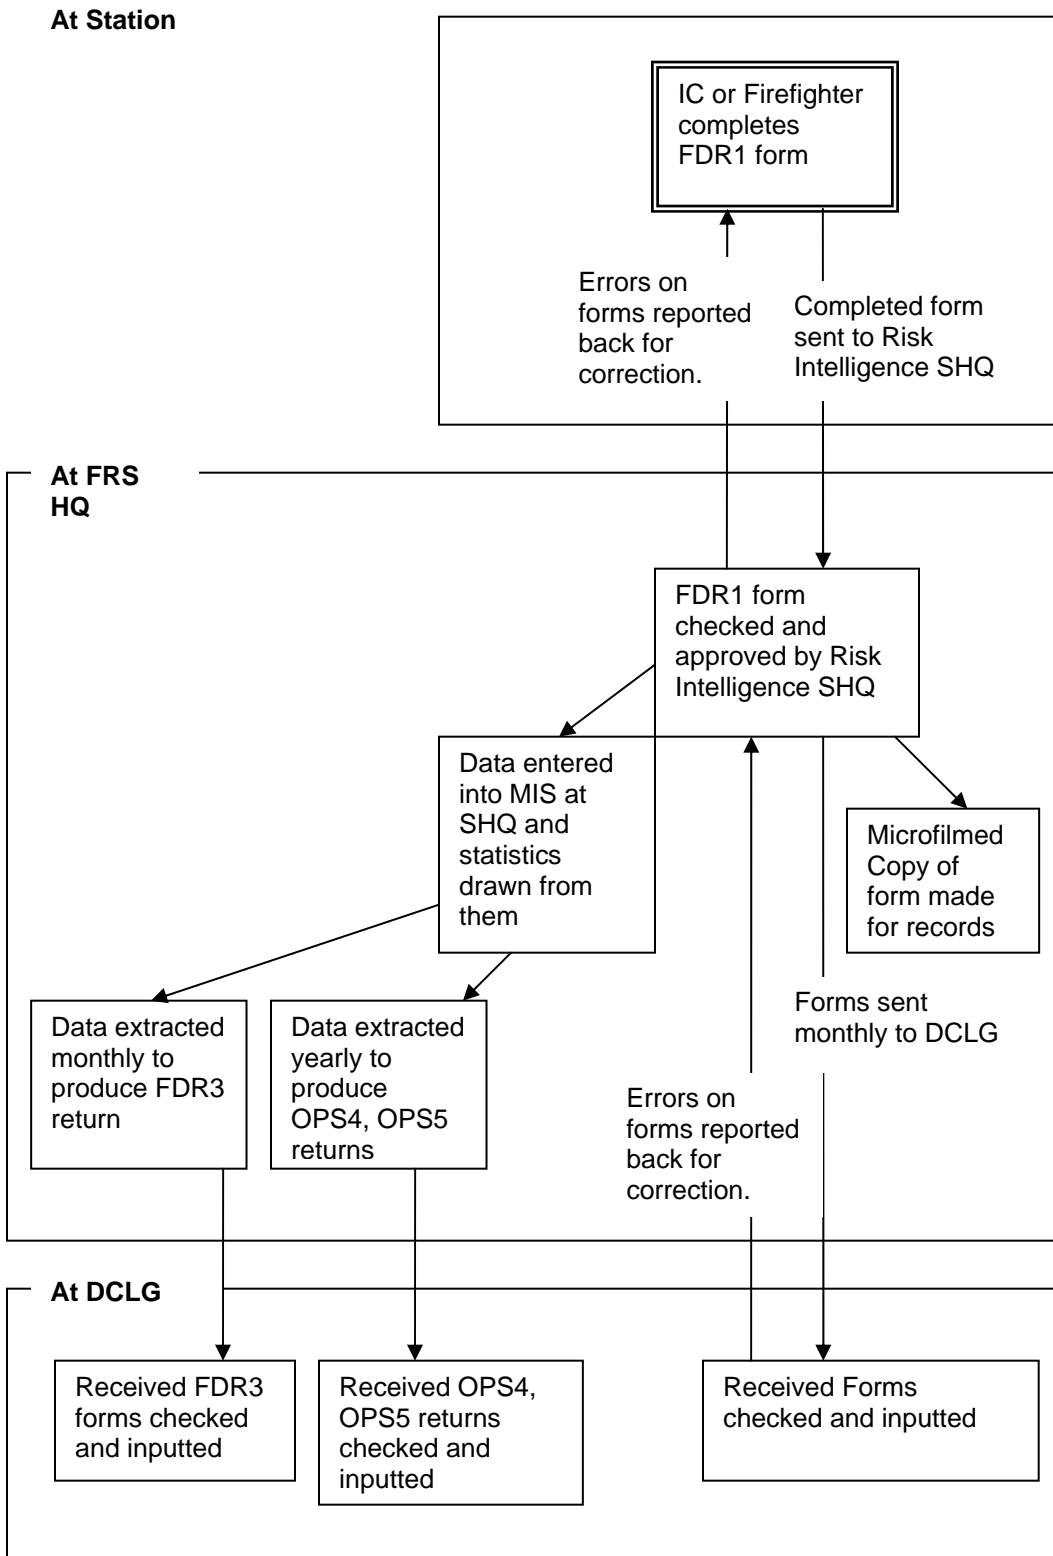 At Station
IC or Firefighter
completes
FDR1 form
Errors on
forms reported
back for
correction.
Completed form
sent to Risk
Intelligence SHQ
At FRS
HQ
FDR1 form
checked and
approved by Risk
Intelligence SHQ
Data entered
into MIS at
SHQ and
statistics
drawn from
them
Microfilmed
Copy of
form made
for records
Data extracted
monthly to
produce FDR3
return
Data extracted
yearly to
produce
OPS4, OPS5
returns
Forms sent
monthly to DCLG
Errors on
forms reported
back for
correction.
At DCLG
Received FDR3
forms checked
and inputted
Received OPS4,
OPS5 returns
checked and
inputted
Received Forms
checked and inputted